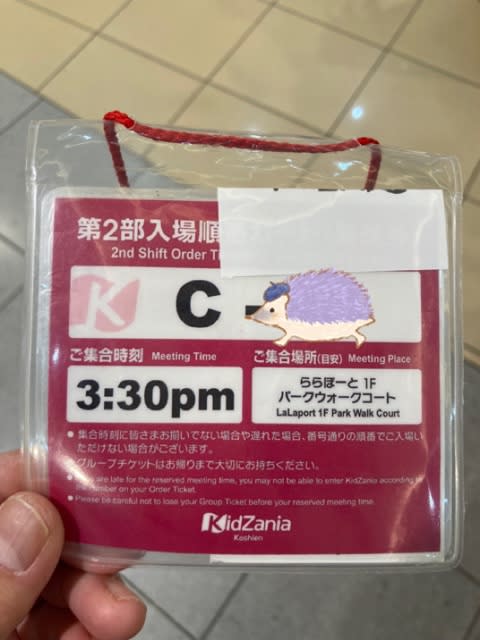 第2部入場順
2nd Shift Order
K C -
ご集合時刻 Meeting Time
ご集合場所(目安) Meeting Place
3:30pm
ららぽーと 1F
パークウォークコート
LaLaport 1F Park Walk Court
● 集合時刻に皆さまお揃いでない場合や遅れた場合、番号通りの順番でご入場い
ただけない場合がございます。
グループチケットはお帰りまで大切にお持ちください。
are late for the reserved meeting time, you may not be able to enter KidZania according to
number on your Order Ticket.
● Please be careful not to lose your Group Ticket before your reserved meeting time.
KidZania
Koshien